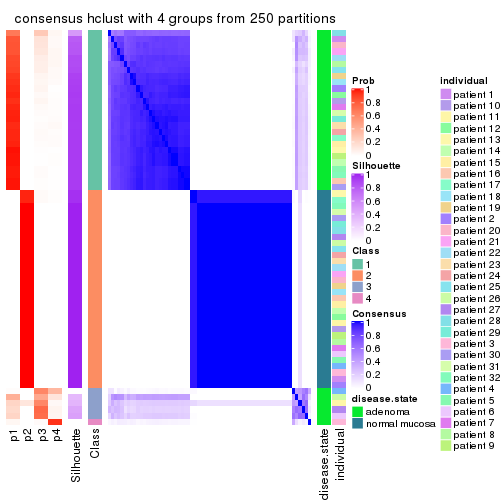 consensus hclust with 4 groups from 250 partitions
p1
p2
p3
p4
Silhouette
Class
disease.state
individual
Prob
1
0.8
0.6
0.4
0.2
0
Silhouette
1
0.8
0.6
0.4
0.2
0
Class
1
2
3
4
Consensus
1
0.8
0.6
0.4
0.2
0
disease.state
adenoma
normal mucosa
individual
patient 1
patient 10
patient 11
patient 12
patient 13
patient 14
patient 15
patient 16
patient 17
patient 18
patient 19
patient 2
patient 20
patient 21
patient 22
patient 23
patient 24
patient 25
patient 26
patient 27
patient 28
patient 29
patient 3
patient 30
patient 31
patient 32
patient 4
patient 5
patient 6
patient 7
patient 8
patient 9